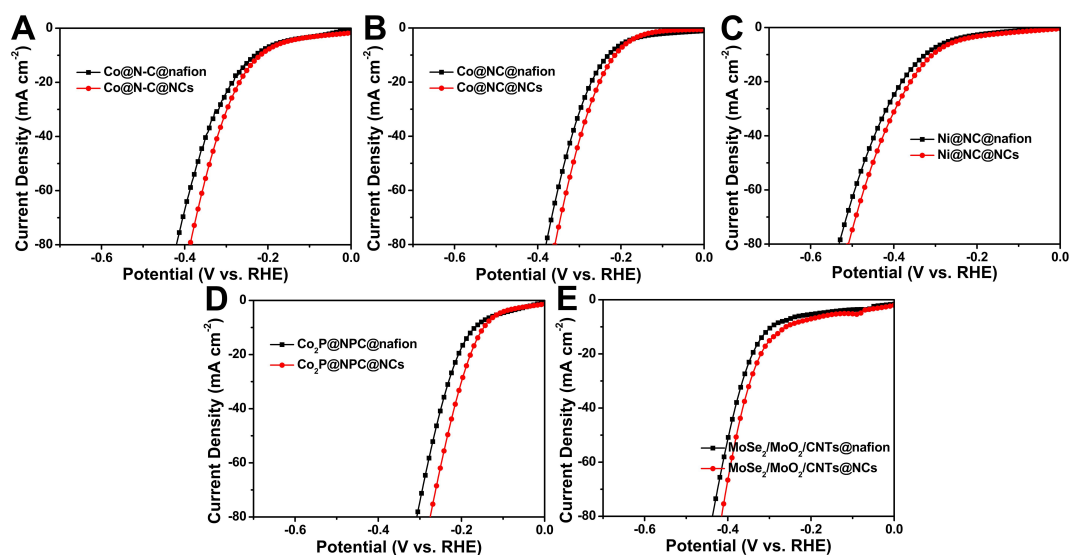 A
Current Density (mA cm⁻²)
0
-20
-40
-60
-80
Co@N-C@nafion
Co@N-C@NCs
-0.6
-0.4
-0.2
0.0
Potential (V vs. RHE)
B
Current Density (mA cm⁻²)
0
-20
-40
-60
-80
Co@NC@nafion
Co@NC@NCs
-0.6
-0.4
-0.2
0.0
Potential (V vs. RHE)
C
Current Density (mA cm⁻²)
0
-20
-40
-60
-80
Ni@NC@nafion
Ni@NC@NCs
-0.6
-0.4
-0.2
0.0
Potential (V vs. RHE)
D
Current Density (mA cm⁻²)
0
-20
-40
-60
-80
Co₂P@NPC@nafion
Co₂P@NPC@NCs
-0.6
-0.4
-0.2
0.0
Potential (V vs. RHE)
E
Current Density (mA cm⁻²)
0
-20
-40
-60
-80
MoSe₂/MoO₂/CNTs@nafion
MoSe₂/MoO₂/CNTs@NCs
-0.6
-0.4
-0.2
0.0
Potential (V vs. RHE)